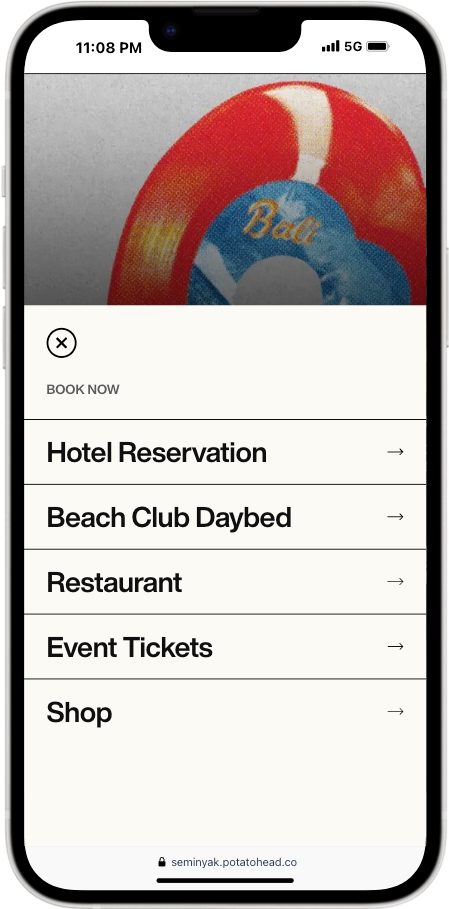 11:08 PM 5G
Bali
BOOK NOW
Hotel Reservation →
Beach Club Daybed →
Restaurant →
Event Tickets →
Shop →
seminyak.potatohead.co